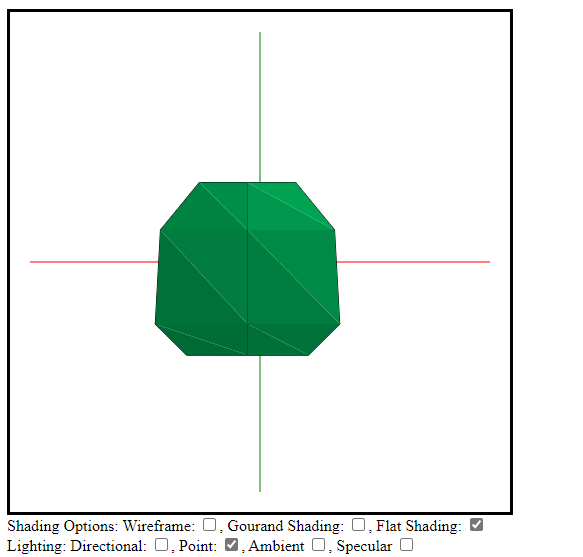 Shading Options: Wireframe: , Gourand Shading: , Flat Shading:
Lighting: Directional: , Point: , Ambient , Specular